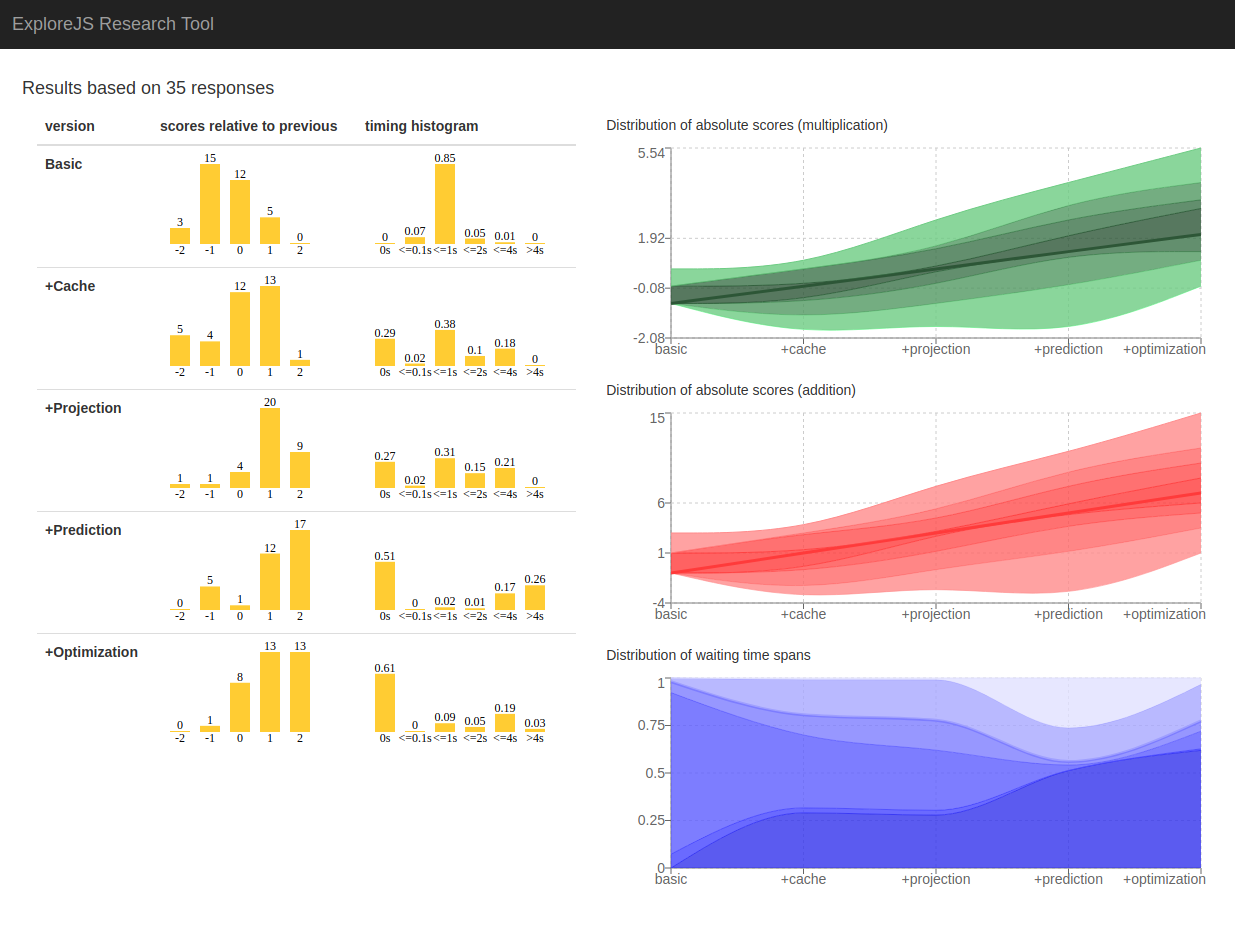 ExploreJS Research Tool
Results based on 35 responses
version scores relative to previous timing histogram
Basic
3 15 12 5 0
-2 -1 0 1 2
0 0.07 0.85 0.05 0.01 0
0s <=0.1s <=1s <=2s <=4s >4s
+Cache
5 4 12 13 1
-2 -1 0 1 2
0.29 0.02 0.38 0.1 0.18 0
0s <=0.1s <=1s <=2s <=4s >4s
+Projection
1 1 4 20 9
-2 -1 0 1 2
0.27 0.02 0.31 0.15 0.21 0
0s <=0.1s <=1s <=2s <=4s >4s
+Prediction
0 5 1 12 17
-2 -1 0 1 2
0.51 0 0.02 0.01 0.17 0.26
0s <=0.1s <=1s <=2s <=4s >4s
+Optimization
0 1 8 13 13
-2 -1 0 1 2
0.61 0 0.09 0.05 0.19 0.03
0s <=0.1s <=1s <=2s <=4s >4s
Distribution of absolute scores (multiplication)
5.54
1.92
-0.08
-2.08
basic +cache +projection +prediction +optimization
Distribution of absolute scores (addition)
15
6
1
-4
basic +cache +projection +prediction +optimization
Distribution of waiting time spans
1
0.75
0.5
0.25
0
basic +cache +projection +prediction +optimization